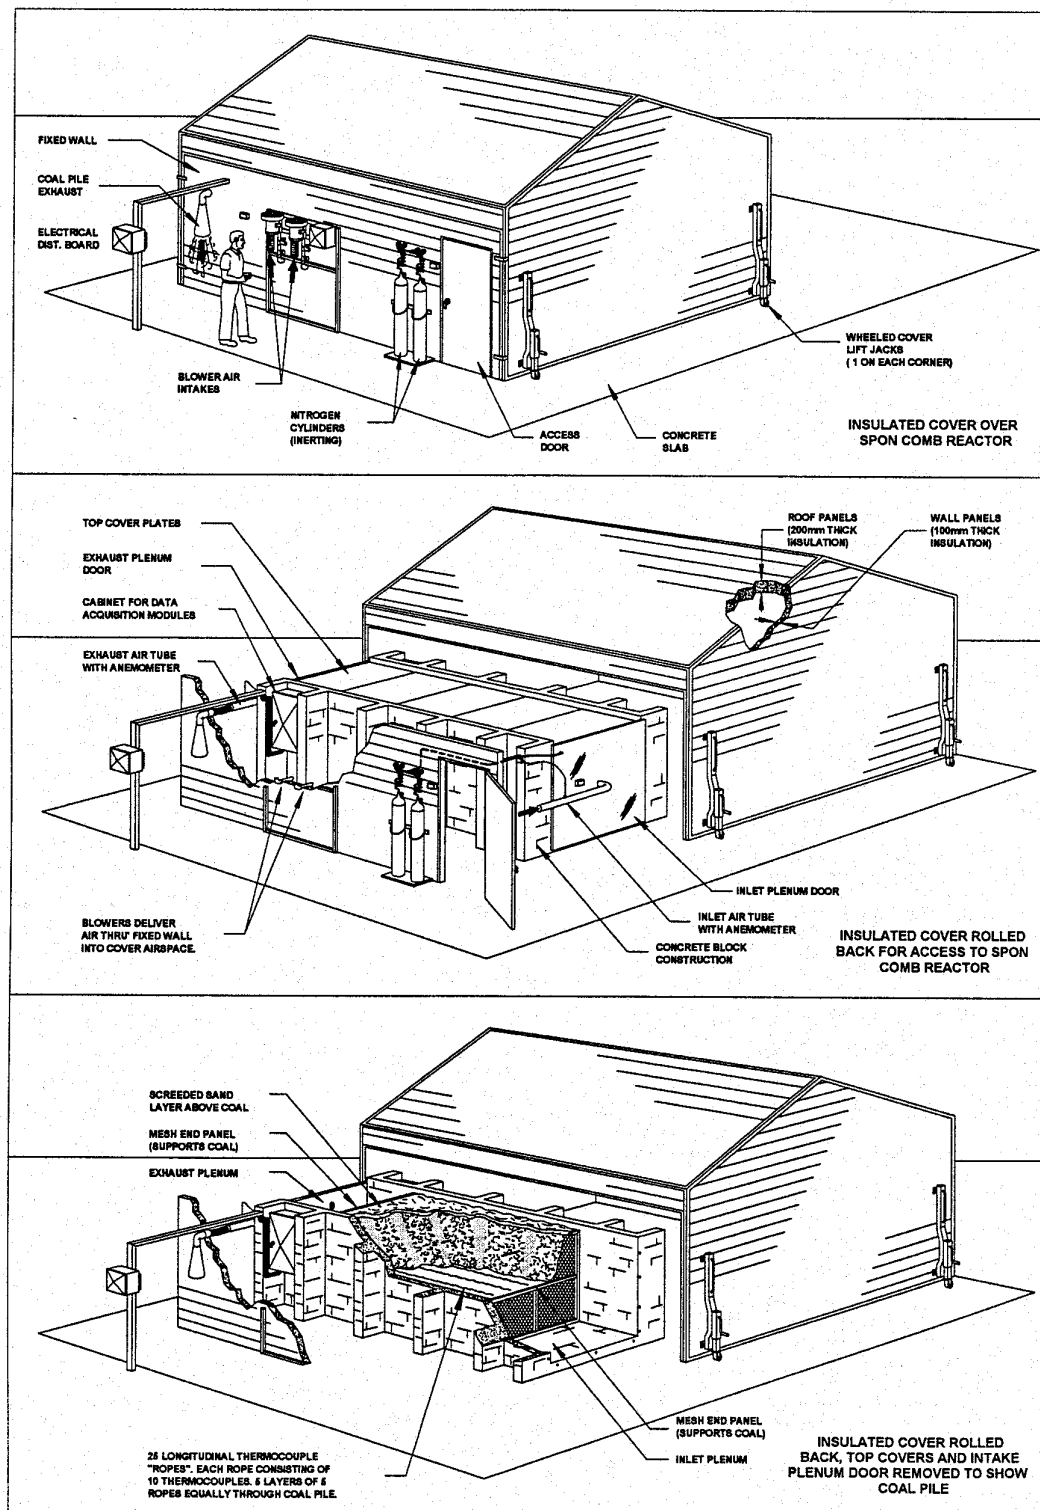 FIXED WALL
COAL PILE
EXHAUST
ELECTRICAL
DIST. BOARD
BLOWER AIR
INTAKES
NITROGEN
CYLINDERS
(INERTING)
ACCESS
DOOR
CONCRETE
SLAB
WHEELED COVER
LIFT JACKS
( 1 ON EACH CORNER)
INSULATED COVER OVER
SPON COMB REACTOR
TOP COVER PLATES
EXHAUST PLENUM
DOOR
CABINET FOR DATA
ACQUISITION MODULES
EXHAUST AIR TUBE
WITH ANEMOMETER
ROOF PANELS
(200mm THICK
INSULATION)
WALL PANELS
(100mm THICK
INSULATION)
BLOWERS DELIVER
AIR THRU' FIXED WALL
INTO COVER AIRSPACE.
INLET PLENUM DOOR
INLET AIR TUBE
WITH ANEMOMETER
CONCRETE BLOCK
CONSTRUCTION
INSULATED COVER ROLLED
BACK FOR ACCESS TO SPON
COMB REACTOR
SCREEDED SAND
LAYER ABOVE COAL
MESH END PANEL
(SUPPORTS COAL)
EXHAUST PLENUM
MESH END PANEL
(SUPPORTS COAL)
INLET PLENUM
25 LONGITUDINAL THERMOCOUPLE
"ROPES". EACH ROPE CONSISTING OF
10 THERMOCOUPLES. 5 LAYERS OF 5
ROPES EQUALLY THROUGH COAL PILE.
INSULATED COVER ROLLED
BACK, TOP COVERS AND INTAKE
PLENUM DOOR REMOVED TO SHOW
COAL PILE